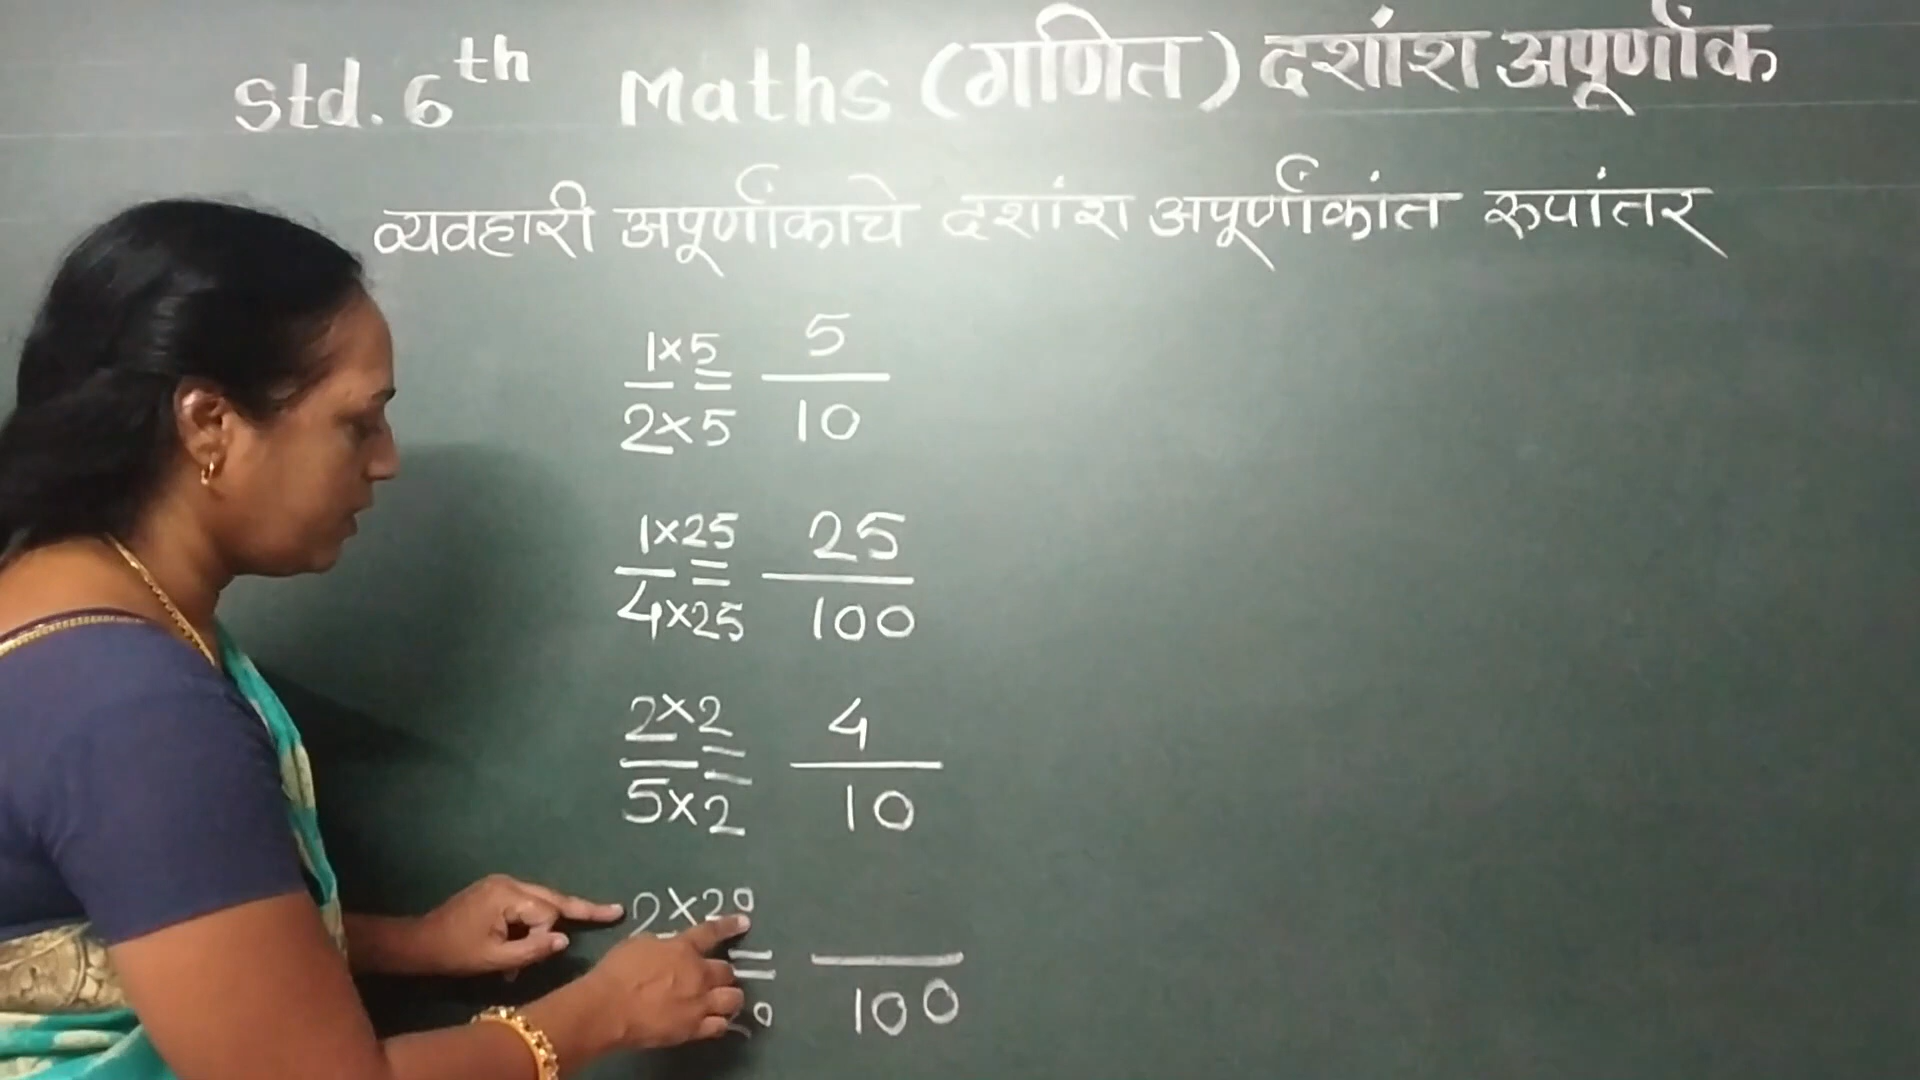 Std. 6th Maths (गणित) दशांश अपूर्णांक
व्यवहारी अपूर्णांकाचे दशांश अपूर्णांकांत रूपांतर
1×5 = 5
2×5 10
1×25 = 25
4×25 100
2×2 = 4
5×2 10
2×20 =
100